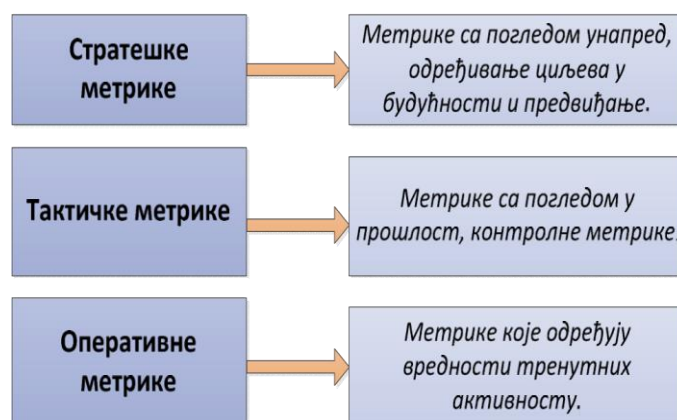 Стратешке
метрике
Метрике са погледом унапред,
одређивање циљева у
будућности и предвиђање.
Тактичке метрике
Метрике са погледом у
прошлост, контролне метрике.
Оперативне
метрике
Метрике које одређују
вредности тренутних
активносту.